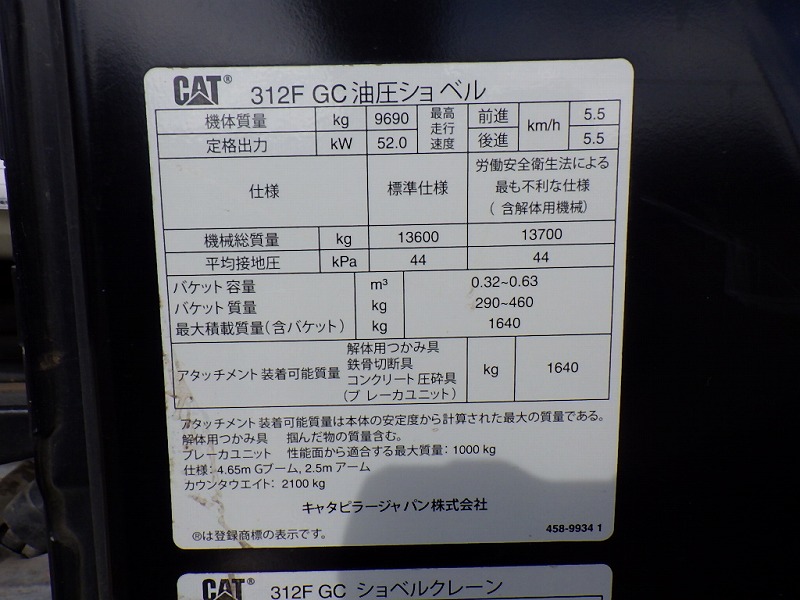 CAT® 312F GC 油圧ショベル
機体質量 kg 9690 最高走行速度 前進 km/h 5.5
定格出力 kW 52.0 後進 5.5
仕様 標準仕様 労働安全衛生法による
最も不利な仕様
(含解体用機械)
機械総質量 kg 13600 13700
平均接地圧 kPa 44 44
バケット容量 m³ 0.32~0.63
バケット質量 kg 290~460
最大積載質量(含バケット) kg 1640
アタッチメント装着可能質量 解体用つかみ具
鉄骨切断具
コンクリート圧砕具
(ブレーカユニット) kg 1640
アタッチメント装着可能質量は本体の安定度から計算された最大の質量である。
解体用つかみ具 掴んだ物の質量含む。
ブレーカユニット 性能面から適合する最大質量: 1000 kg
仕様: 4.65m Gブーム, 2.5m アーム
カウンタウエイト: 2100 kg
キャタピラージャパン株式会社
®は登録商標の表示です。 458-9934 1
CAT® 312F GC ショベルクレーン